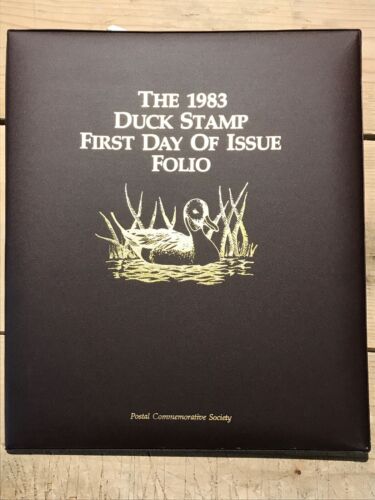 THE 1983
DUCK STAMP
FIRST DAY OF ISSUE
FOLIO
Postal Commemorative Society